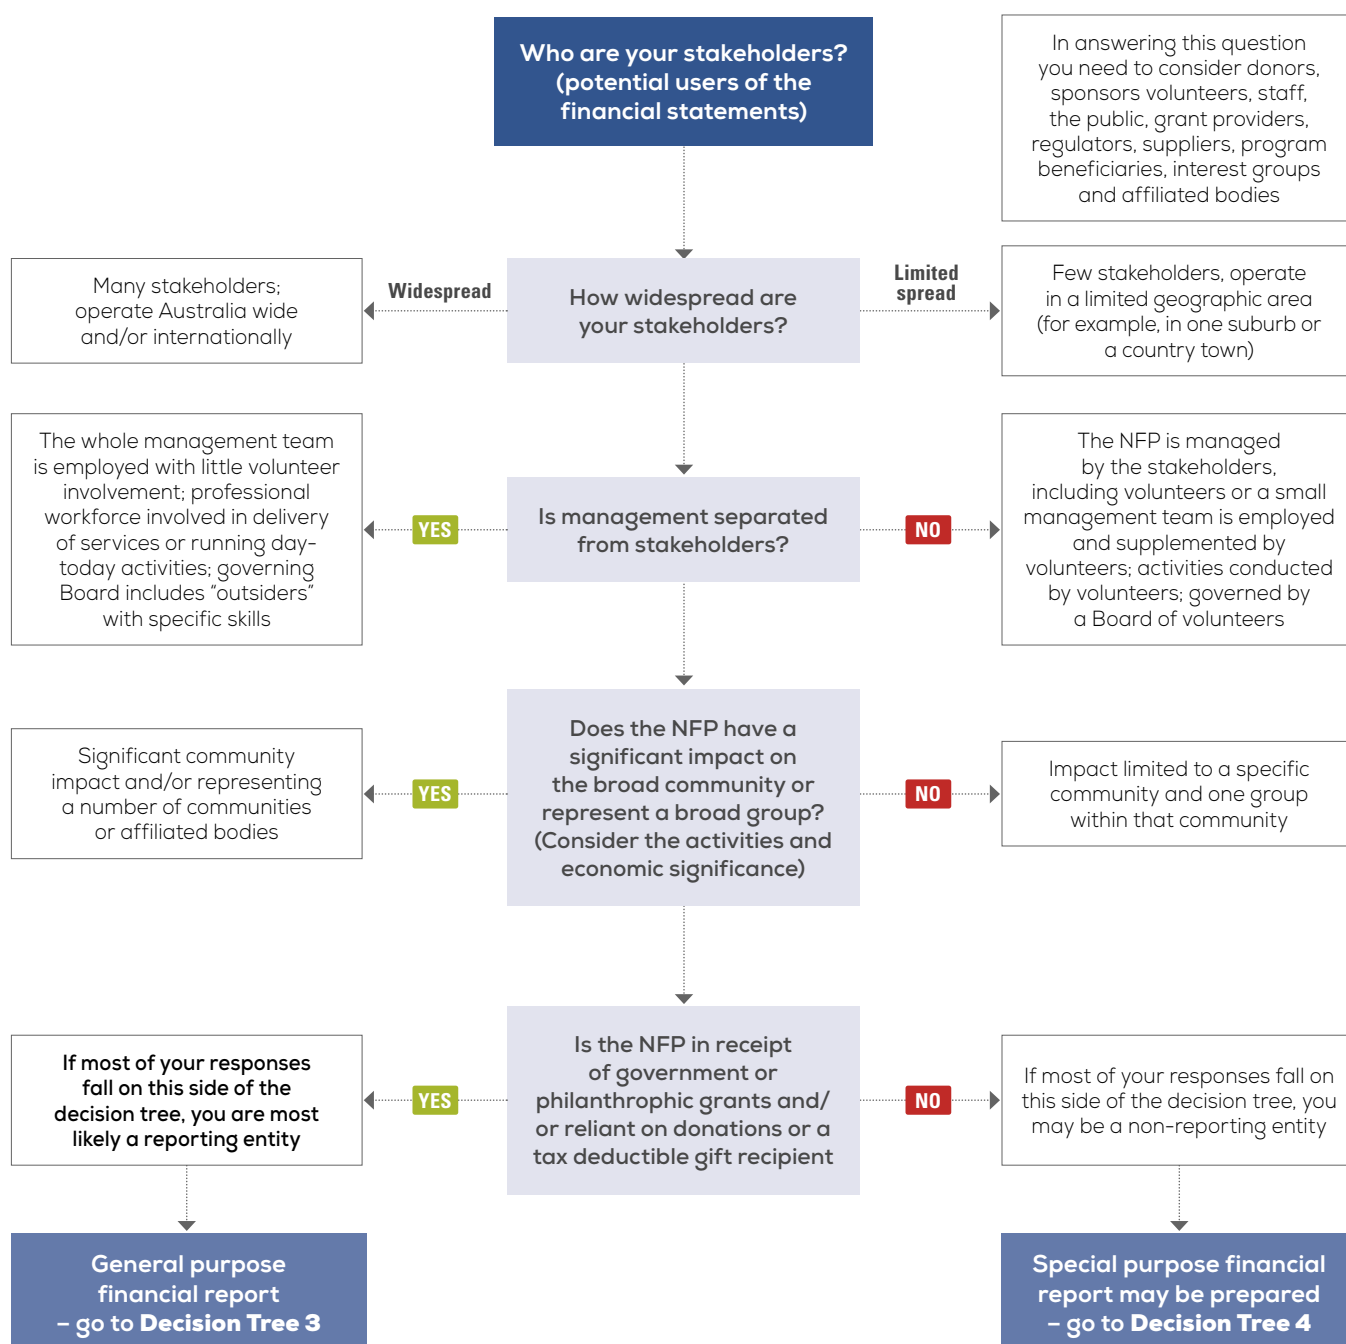 Who are your stakeholders?
(potential users of the
financial statements)
In answering this question
you need to consider donors,
sponsors volunteers, staff,
the public, grant providers,
regulators, suppliers, program
beneficiaries, interest groups
and affiliated bodies
Many stakeholders;
operate Australia wide
and/or internationally
Widespread
How widespread are
your stakeholders?
Limited
spread
Few stakeholders, operate
in a limited geographic area
(for example, in one suburb or
a country town)
The whole management team
is employed with little volunteer
involvement; professional
workforce involved in delivery
of services or running day-
today activities; governing
Board includes “outsiders”
with specific skills
YES
Is management separated
from stakeholders?
NO
The NFP is managed
by the stakeholders,
including volunteers or a small
management team is employed
and supplemented by
volunteers; activities conducted
by volunteers; governed by
a Board of volunteers
Significant community
impact and/or representing
a number of communities
or affiliated bodies
YES
Does the NFP have a
significant impact on
the broad community or
represent a broad group?
(Consider the activities and
economic significance)
NO
Impact limited to a specific
community and one group
within that community
If most of your responses
fall on this side of the
decision tree, you are most
likely a reporting entity
YES
Is the NFP in receipt
of government or
philanthrophic grants and/
or reliant on donations or a
tax deductible gift recipient
NO
If most of your responses fall on
this side of the decision tree, you
may be a non-reporting entity
General purpose
financial report
– go to Decision Tree 3
Special purpose financial
report may be prepared
– go to Decision Tree 4